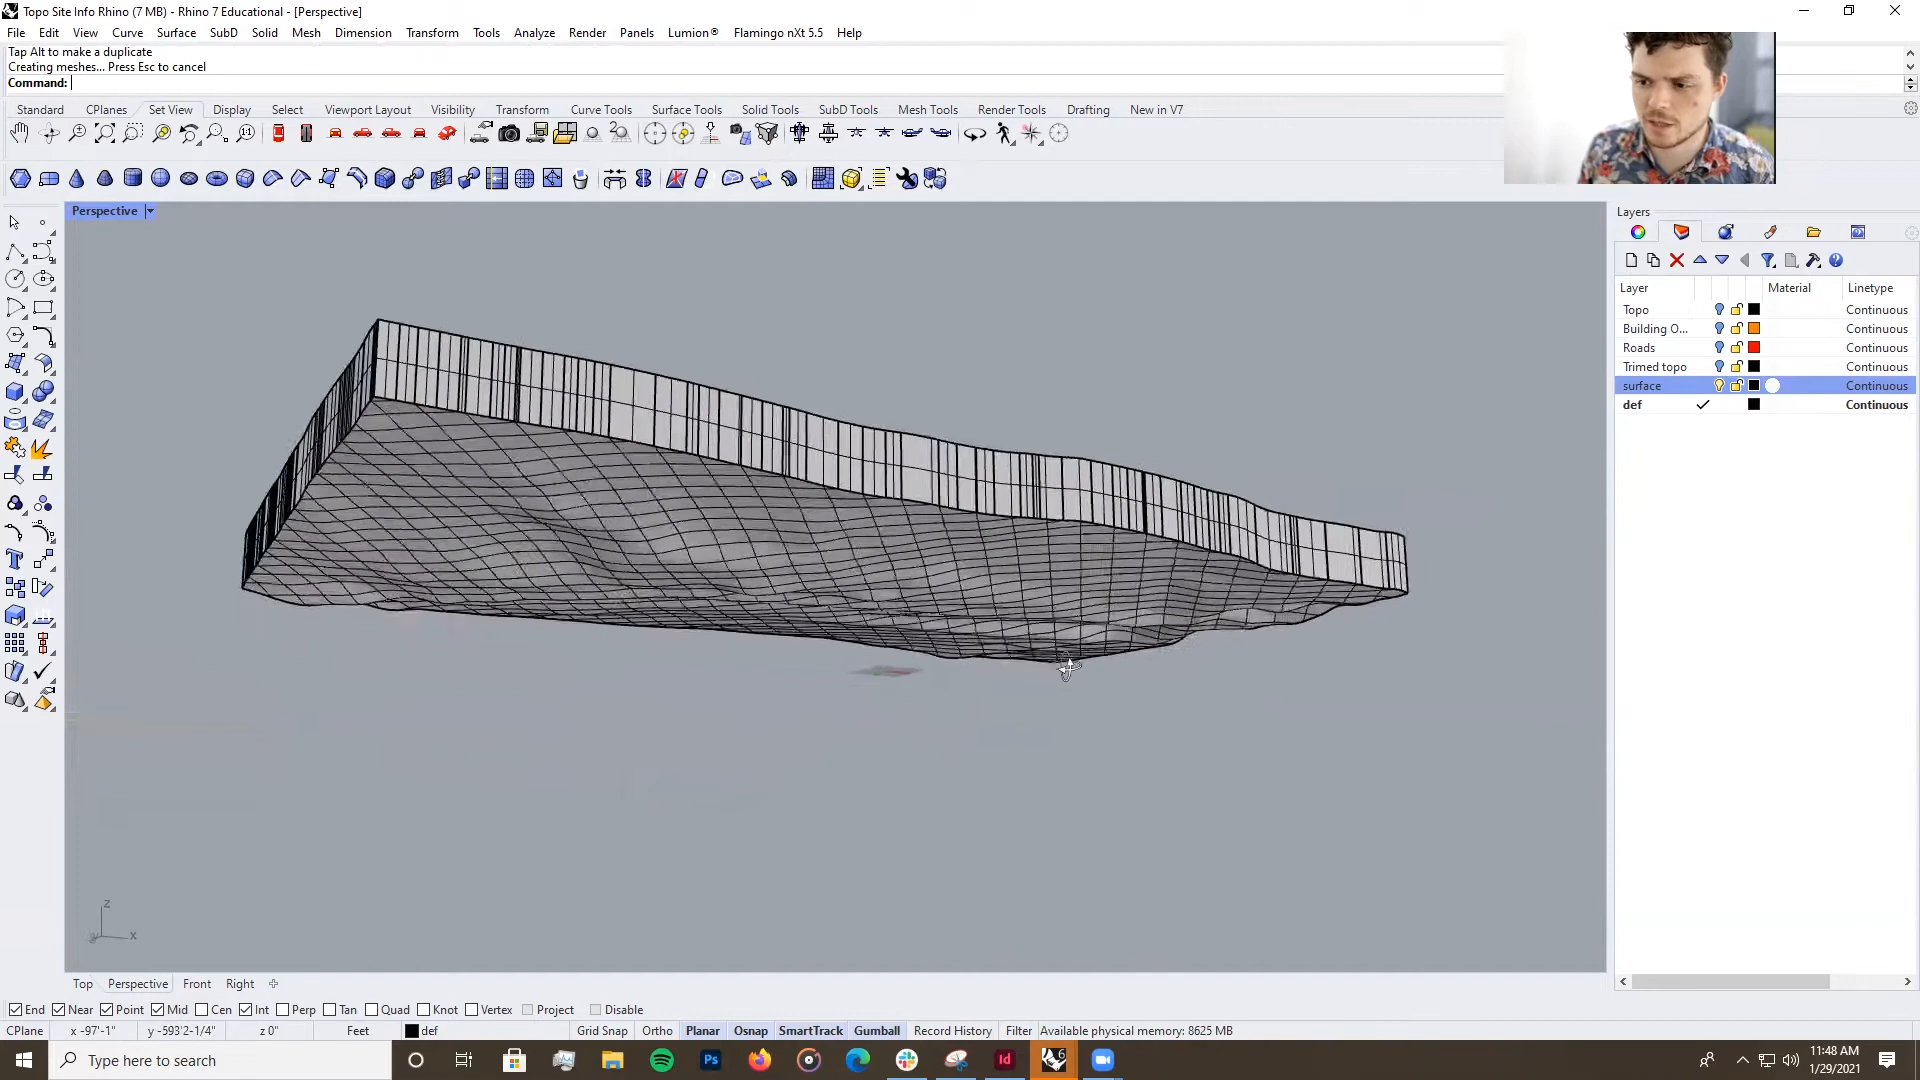 Topo Site Info Rhino (7 MB) - Rhino 7 Educational - [Perspective]
File Edit View Curve Surface SubD Solid Mesh Dimension Transform Tools Analyze Render Panels Lumion® Flamingo nXt 5.5 Help
Tap Alt to make a duplicate
Creating meshes... Press Esc to cancel
Command:
Standard CPlanes Set View Display Select Viewport Layout Visibility Transform Curve Tools Surface Tools Solid Tools SubD Tools Mesh Tools Render Tools Drafting New in V7
Perspective
Layers
Layer Material Linetype
Topo Continuous
Building O... Continuous
Roads Continuous
Trimed topo Continuous
surface Continuous
def Continuous
z
x
Top Perspective Front Right
End Near Point Mid Cen Int Perp Tan Quad Knot Vertex Project Disable
CPlane x -97'-1" y -593'2-1/4" z 0" Feet def Grid Snap Ortho Planar Osnap SmartTrack Gumball Record History Filter Available physical memory: 8625 MB
Type here to search
Ps
Id
6
11:48 AM
1/29/2021